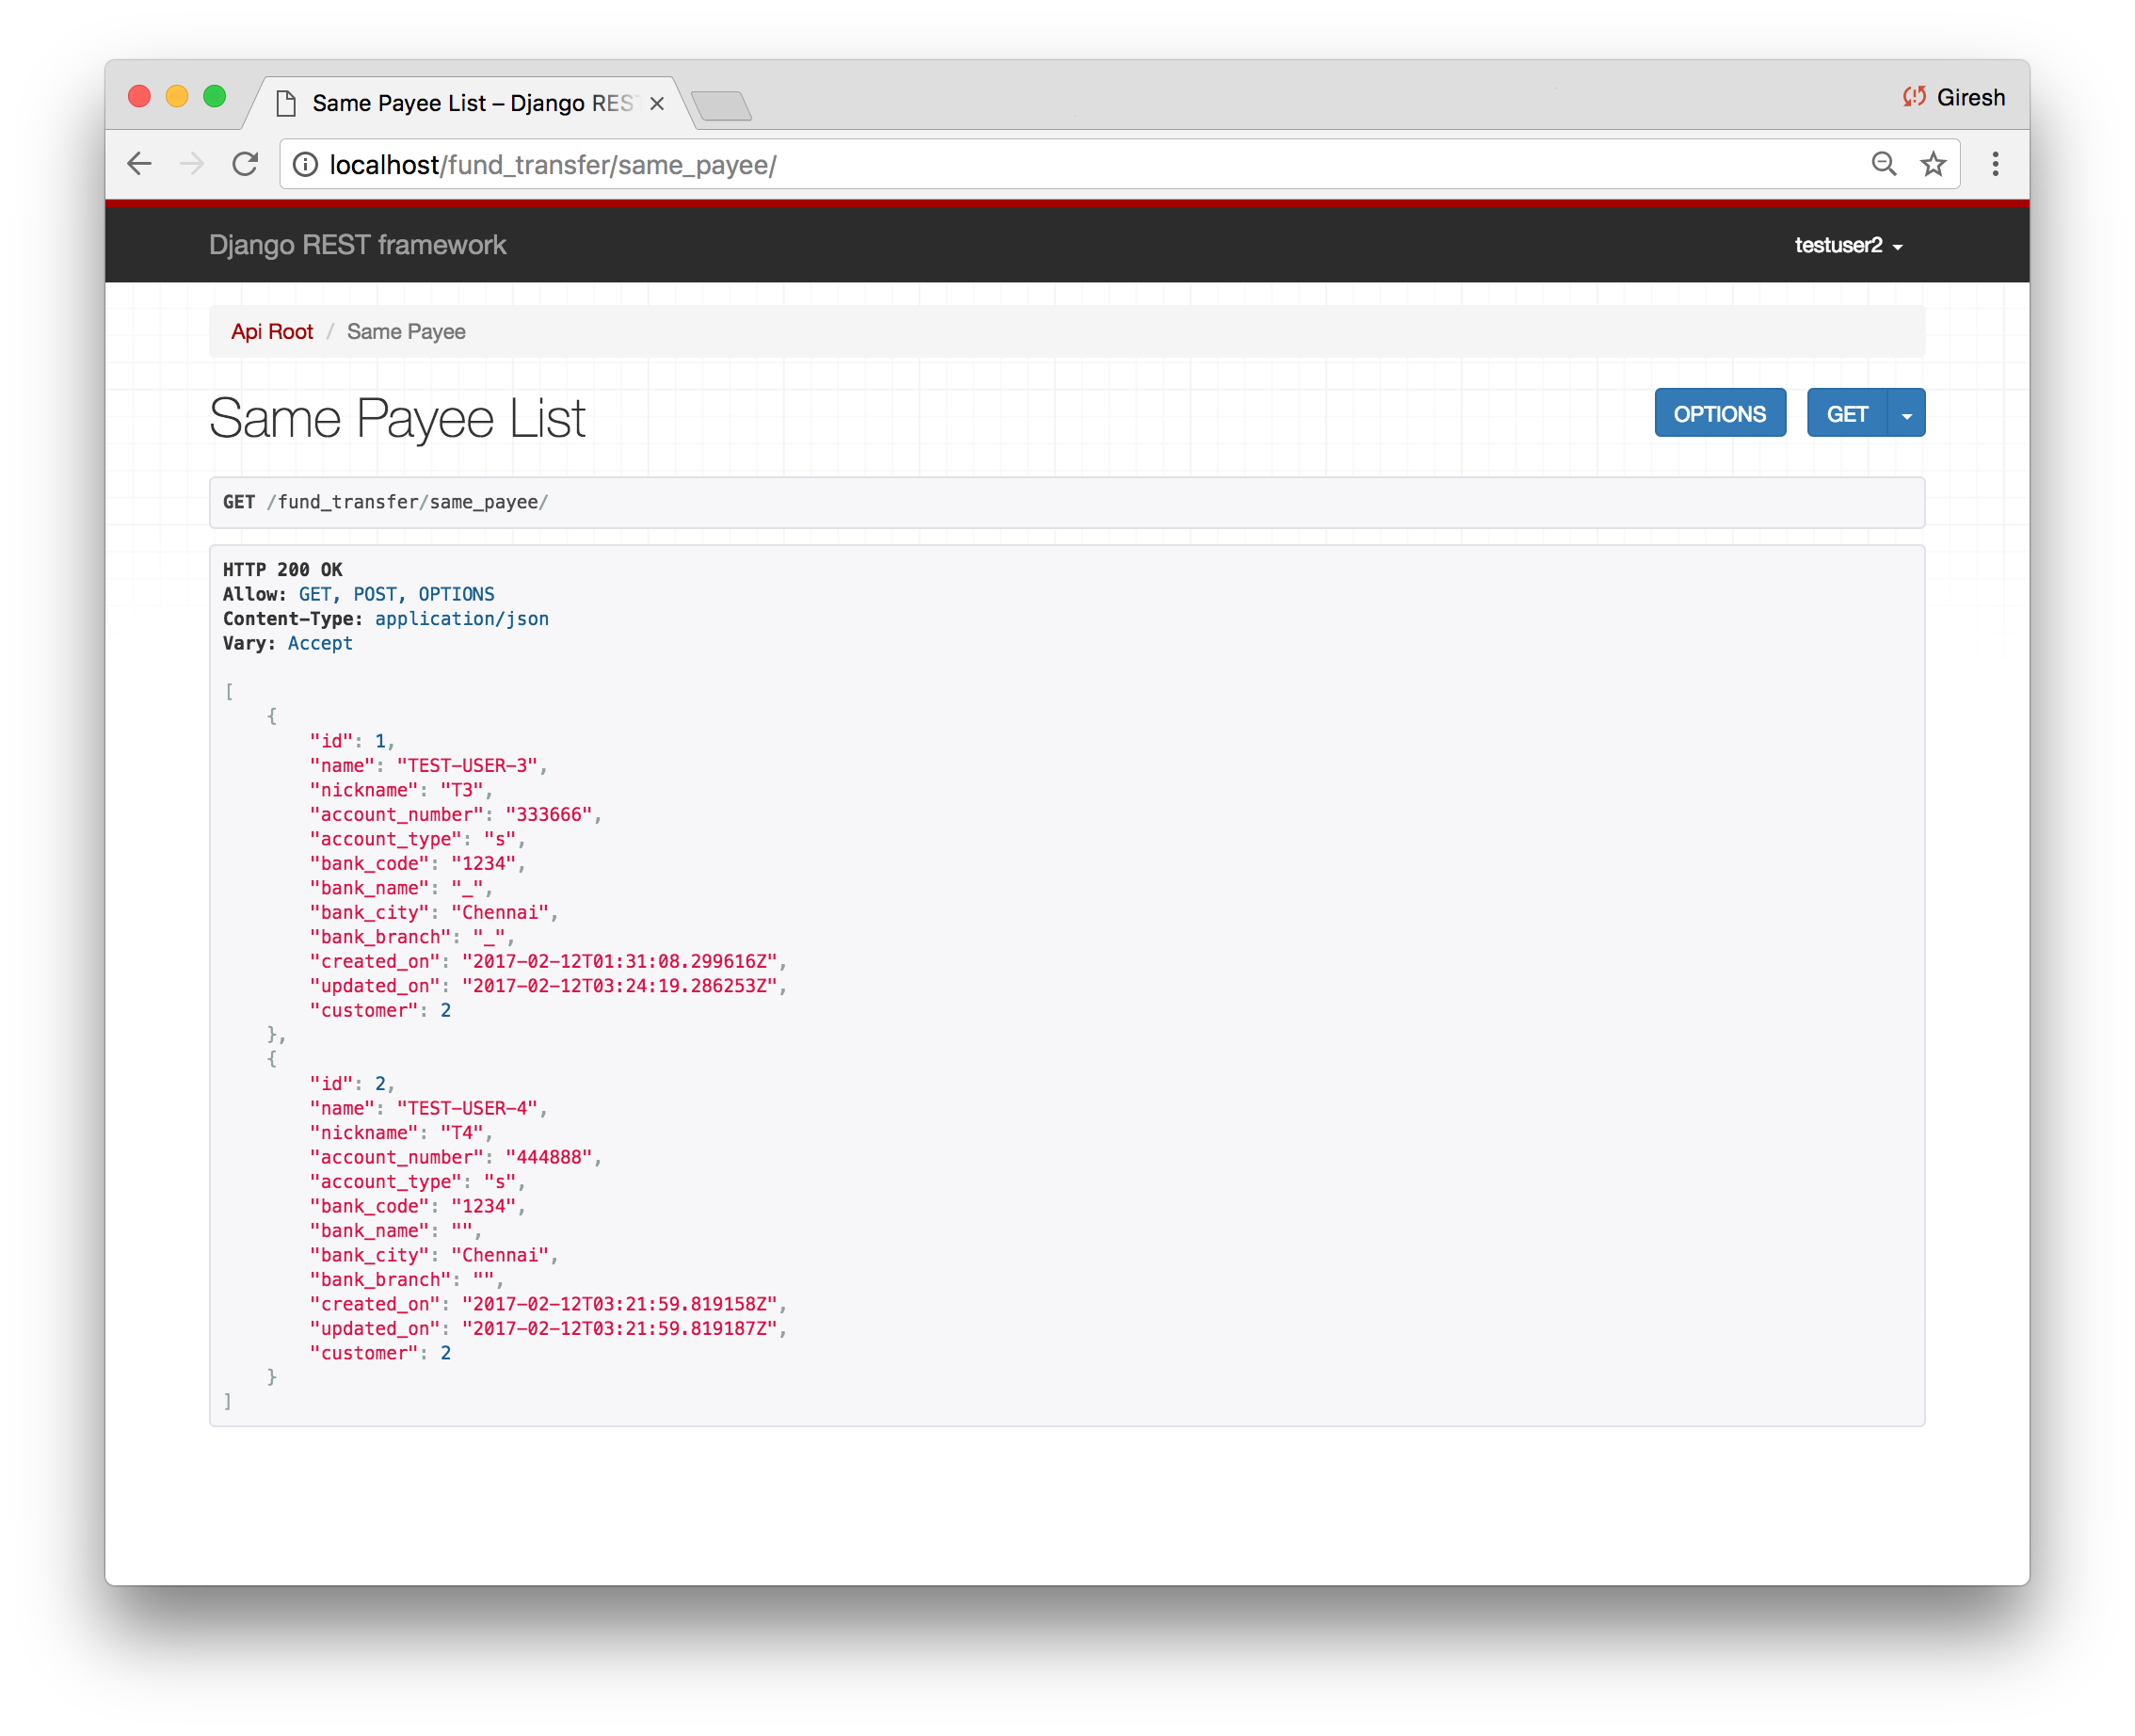 Same Payee List – Django RES
Giresh
localhost/fund_transfer/same_payee/
Django REST framework
testuser2
Api Root / Same Payee
Same Payee List
OPTIONS
GET
GET /fund_transfer/same_payee/
HTTP 200 OK
Allow: GET, POST, OPTIONS
Content-Type: application/json
Vary: Accept
[
    {
        "id": 1,
        "name": "TEST-USER-3",
        "nickname": "T3",
        "account_number": "333666",
        "account_type": "s",
        "bank_code": "1234",
        "bank_name": "_",
        "bank_city": "Chennai",
        "bank_branch": "_",
        "created_on": "2017-02-12T01:31:08.299616Z",
        "updated_on": "2017-02-12T03:24:19.286253Z",
        "customer": 2
    },
    {
        "id": 2,
        "name": "TEST-USER-4",
        "nickname": "T4",
        "account_number": "444888",
        "account_type": "s",
        "bank_code": "1234",
        "bank_name": "",
        "bank_city": "Chennai",
        "bank_branch": "",
        "created_on": "2017-02-12T03:21:59.819158Z",
        "updated_on": "2017-02-12T03:21:59.819187Z",
        "customer": 2
    }
]